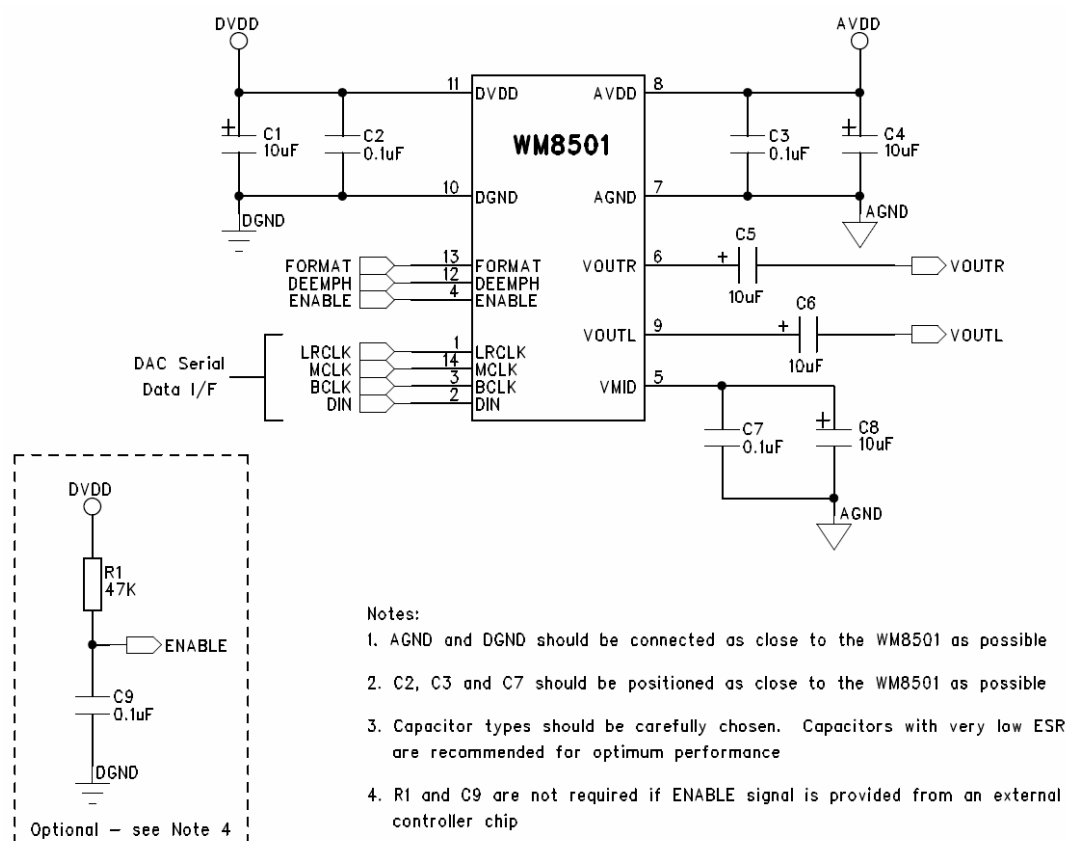 DVDD
AVDD
11
DVDD
AVDD
8
WM8501
+
C1
10uF
C2
0.1uF
C3
0.1uF
+
C4
10uF
10
DGND
AGND
7
DGND
AGND
FORMAT
13
FORMAT
DEEMPH
12
DEEMPH
ENABLE
4
ENABLE
VOUTR
6
+
C5
10uF
VOUTR
VOUTL
9
+
C6
10uF
VOUTL
DAC Serial
Data I/F
LRCLK
1
LRCLK
MCLK
14
MCLK
BCLK
3
BCLK
DIN
2
DIN
VMID
5
C7
0.1uF
+
C8
10uF
AGND
DVDD
R1
47K
ENABLE
C9
0.1uF
DGND
Optional – see Note 4
Notes:
1. AGND and DGND should be connected as close to the WM8501 as possible
2. C2, C3 and C7 should be positioned as close to the WM8501 as possible
3. Capacitor types should be carefully chosen. Capacitors with very low ESR
are recommended for optimum performance
4. R1 and C9 are not required if ENABLE signal is provided from an external
controller chip